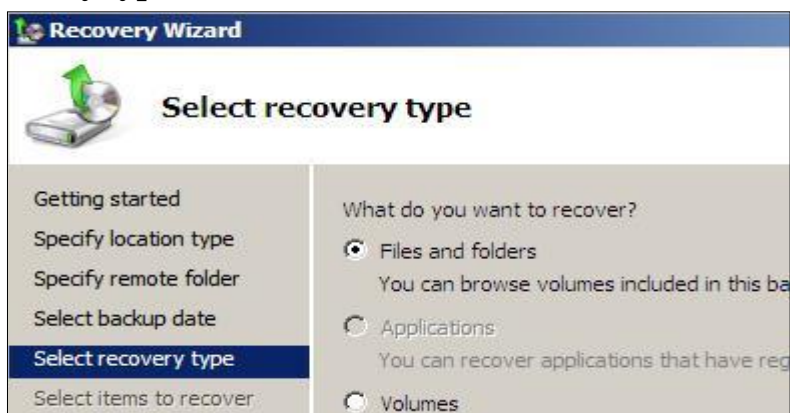 Recovery Wizard
Select recovery type
Getting started
Specify location type
Specify remote folder
Select backup date
Select recovery type
Select items to recover
What do you want to recover?
Files and folders
You can browse volumes included in this ba
Applications
You can recover applications that have reg
Volumes